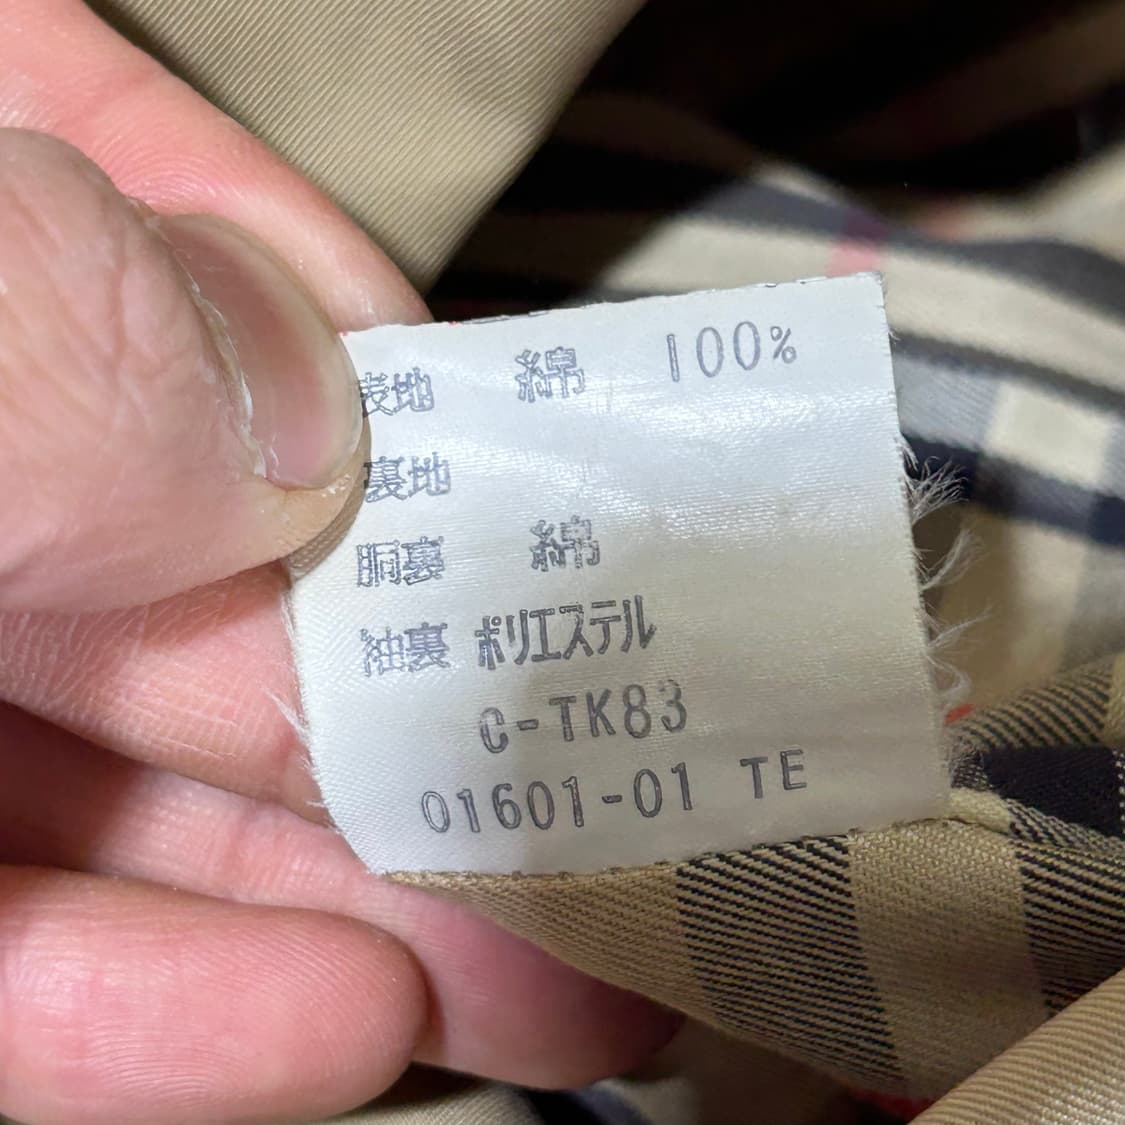 表地 綿 100%
裏地
胴裏 綿
袖裏 ポリエステル
C-TK83
01601-01 TE